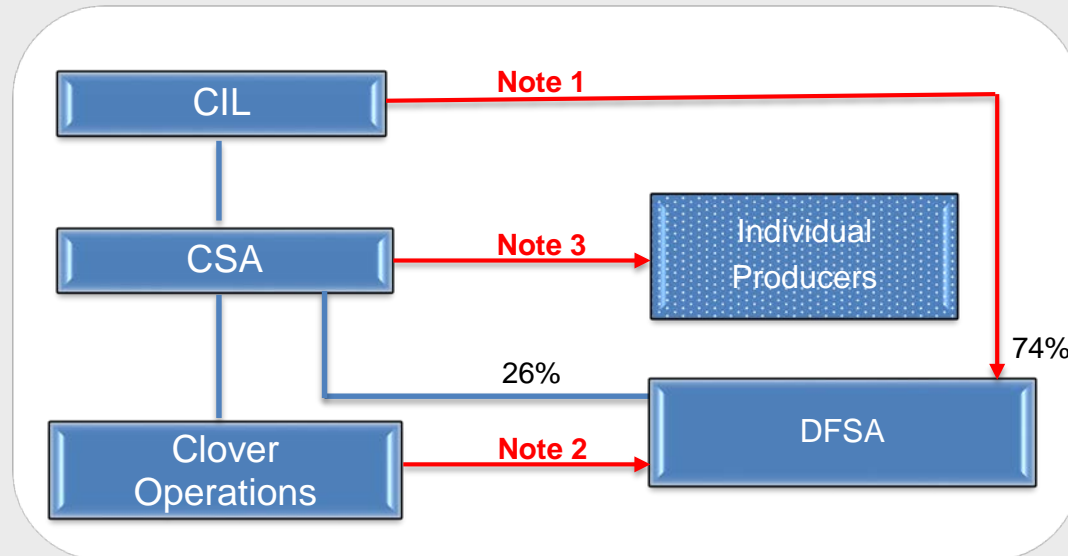 CIL
Note 1
CSA
Note 3
Individual
Producers
74%
26%
DFSA
Clover
Operations
Note 2